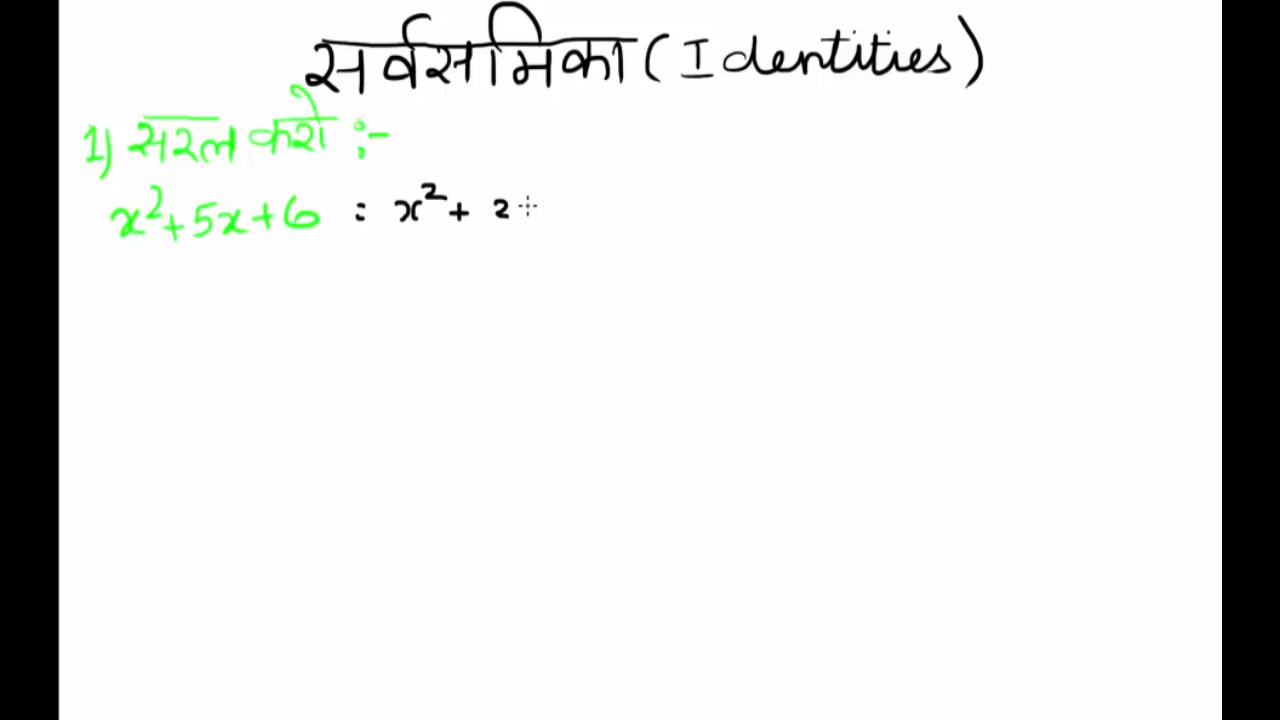 सर्वसमिका (Identities)
1) सरल करो :-
x²+5x+6 = x²+ 2